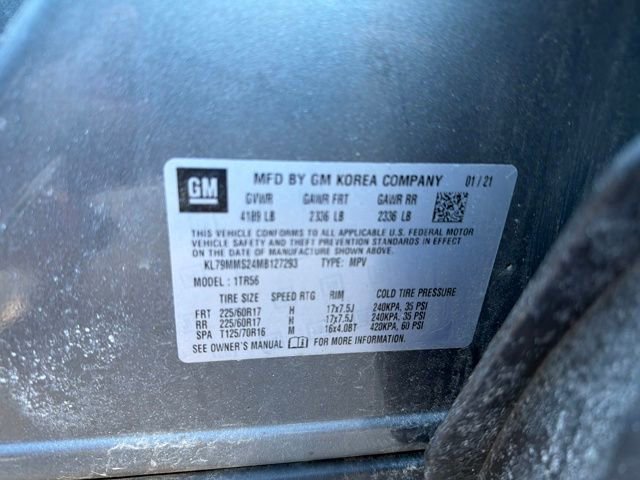 GM MFD BY GM KOREA COMPANY 01/21
GVWR GAWR FRT GAWR RR
4189 LB 2336 LB 2336 LB
THIS VEHICLE CONFORMS TO ALL APPLICABLE U.S. FEDERAL MOTOR
VEHICLE SAFETY AND THEFT PREVENTION STANDARDS IN EFFECT ON
THE DATE OF MANUFACTURE SHOWN ABOVE.
KL79MMS24MB127293 TYPE: MPV
MODEL: 1TR56
TIRE SIZE SPEED RTG RIM COLD TIRE PRESSURE
FRT 225/60R17 H 17x7.5J 240KPA, 35 PSI
RR 225/60R17 H 17x7.5J 240KPA, 35 PSI
SPA T125/70R16 M 16x4.0BT 420KPA, 60 PSI
SEE OWNER'S MANUAL FOR MORE INFORMATION.